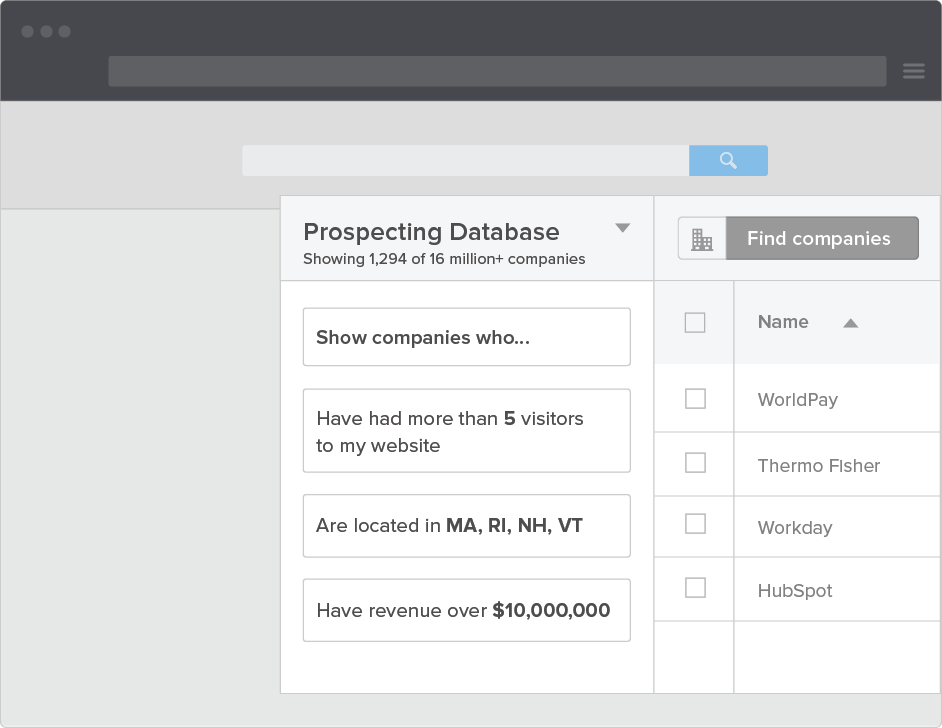 Prospecting Database
Showing 1,294 of 16 million+ companies
Find companies
Show companies who...
Have had more than 5 visitors
to my website
Are located in MA, RI, NH, VT
Have revenue over $10,000,000
Name
WorldPay
Thermo Fisher
Workday
HubSpot